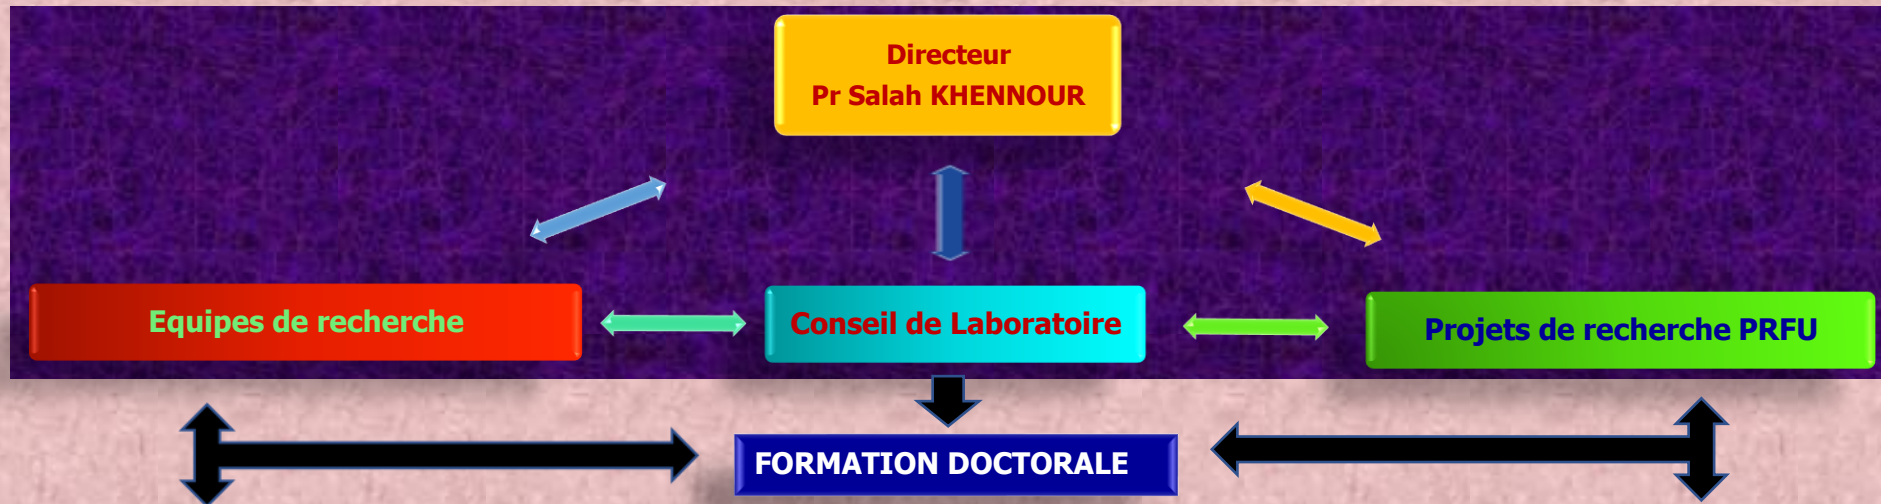 Directeur
Pr Salah KHENNOUR
Equipes de recherche
Conseil de Laboratoire
Projets de recherche PRFU
FORMATION DOCTORALE